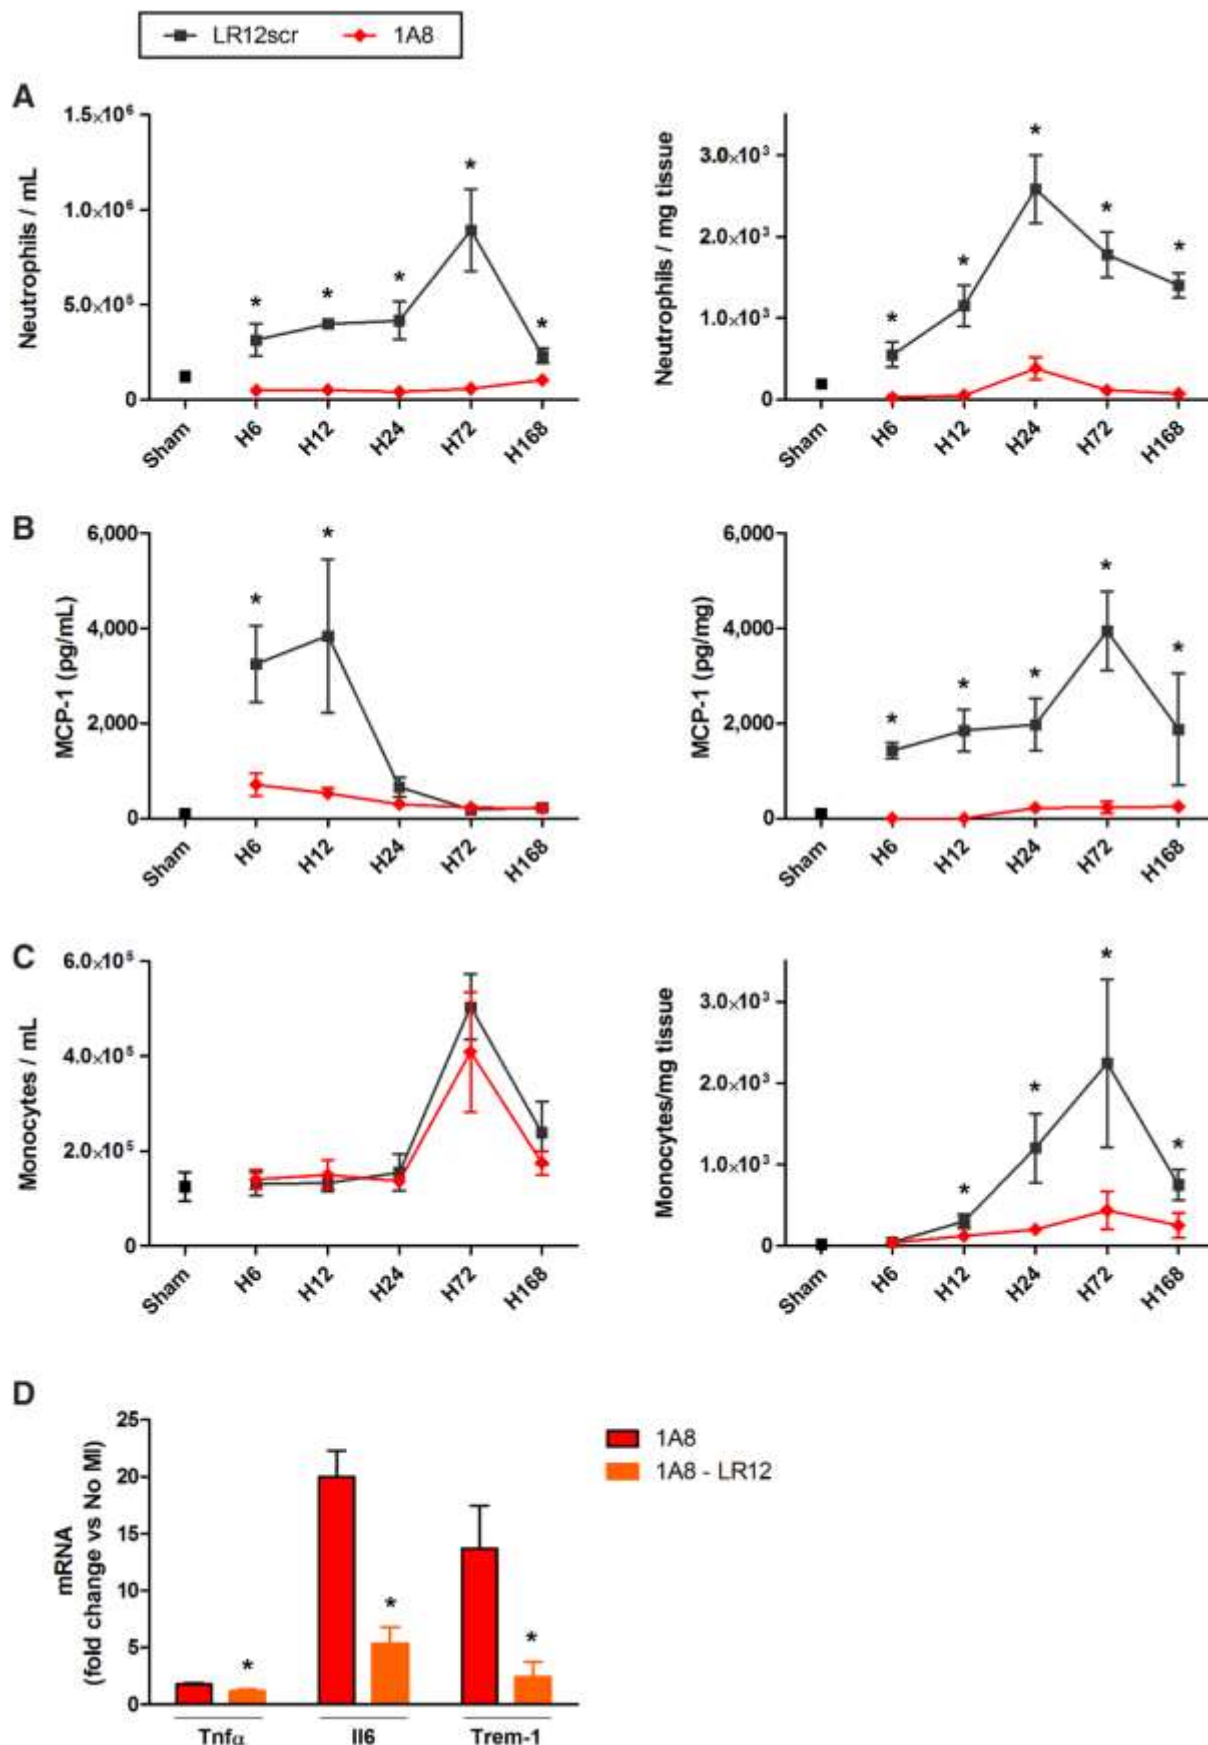 LR12scr 1A8
A
Neutrophils / mL
1.5×10⁶
1.0×10⁶
5.0×10⁵
0
* * * * *
Sham H6 H12 H24 H72 H168
Neutrophils / mg tissue
3.0×10³
2.0×10³
1.0×10³
0
* * * * *
Sham H6 H12 H24 H72 H168
B
MCP-1 (pg/mL)
6,000
4,000
2,000
0
* *
Sham H6 H12 H24 H72 H168
MCP-1 (pg/mg)
6,000
4,000
2,000
0
* * * * *
Sham H6 H12 H24 H72 H168
C
Monocytes / mL
6.0×10⁵
4.0×10⁵
2.0×10⁵
0
Sham H6 H12 H24 H72 H168
Monocytes/mg tissue
3.0×10³
2.0×10³
1.0×10³
0
* * * *
Sham H6 H12 H24 H72 H168
D
mRNA
(fold change vs No MI)
25
20
15
10
5
0
* * *
Tnfα Il6 Trem-1
1A8
1A8 - LR12